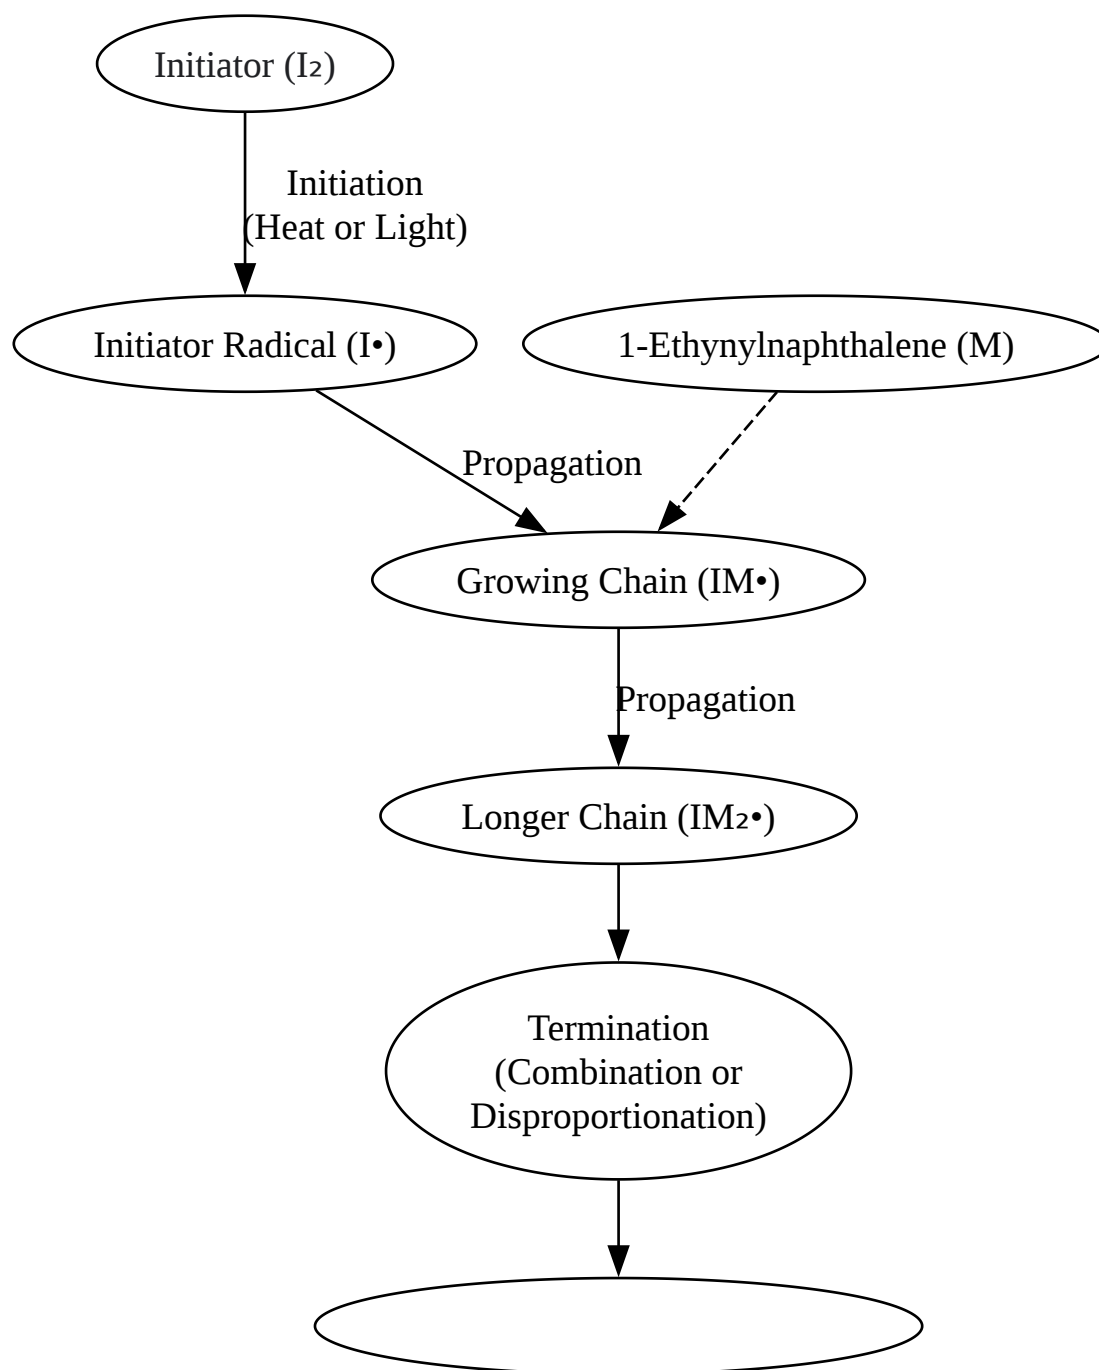 Initiator (I₂)
Initiation
(Heat or Light)
Initiator Radical (I•)
1-Ethynylnaphthalene (M)
Propagation
Growing Chain (IM•)
Propagation
Longer Chain (IM₂•)
Termination
(Combination or
Disproportionation)